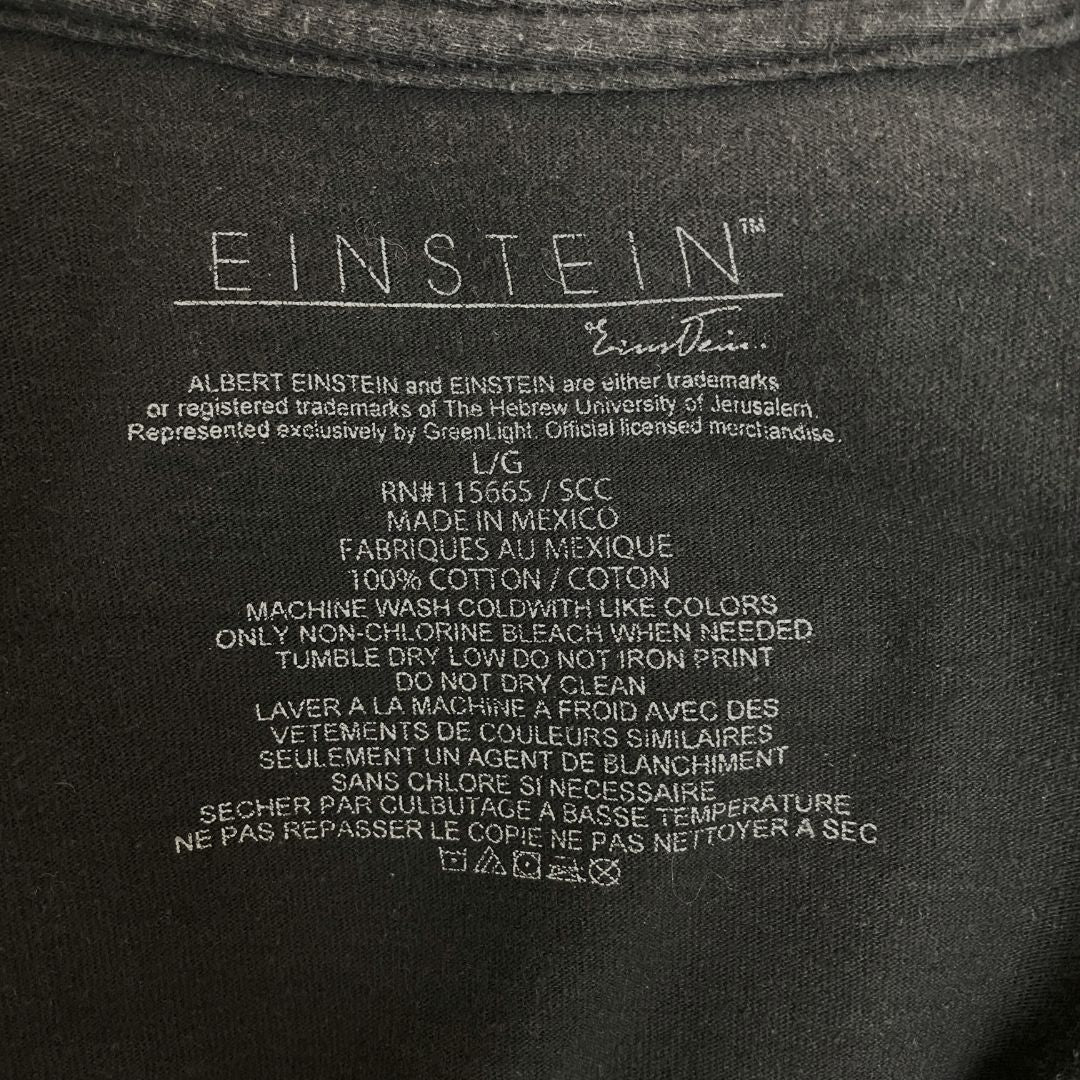 EINSTEIN™
Einstein.
ALBERT EINSTEIN and EINSTEIN are either trademarks
or registered trademarks of The Hebrew University of Jerusalem.
Represented exclusively by GreenLight. Official licensed merchandise.
L/G
RN#115665 / SCC
MADE IN MEXICO
FABRIQUES AU MEXIQUE
100% COTTON / COTON
MACHINE WASH COLDWITH LIKE COLORS
ONLY NON-CHLORINE BLEACH WHEN NEEDED
TUMBLE DRY LOW DO NOT IRON PRINT
DO NOT DRY CLEAN
LAVER A LA MACHINE A FROID AVEC DES
VETEMENTS DE COULEURS SIMILAIRES
SEULEMENT UN AGENT DE BLANCHIMENT
SANS CHLORE SI NECESSAIRE
SECHER PAR CULBUTAGE A BASSE TEMPERATURE
NE PAS REPASSER LE COPIE NE PAS NETTOYER A SEC